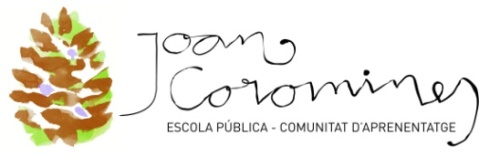 Joan
Coromines
ESCOLA PÚBLICA - COMUNITAT D'APRENENTATGE